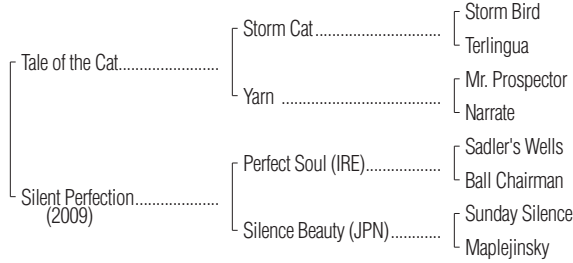 Storm Bird
Storm Cat........................................
Terlingua
Tale of the Cat................................
Mr. Prospector
Yarn ...................................................
Narrate
Sadler's Wells
Perfect Soul (IRE)........................
Ball Chairman
Silent Perfection..........................
(2009)
Sunday Silence
Silence Beauty (JPN)................
Maplejinsky